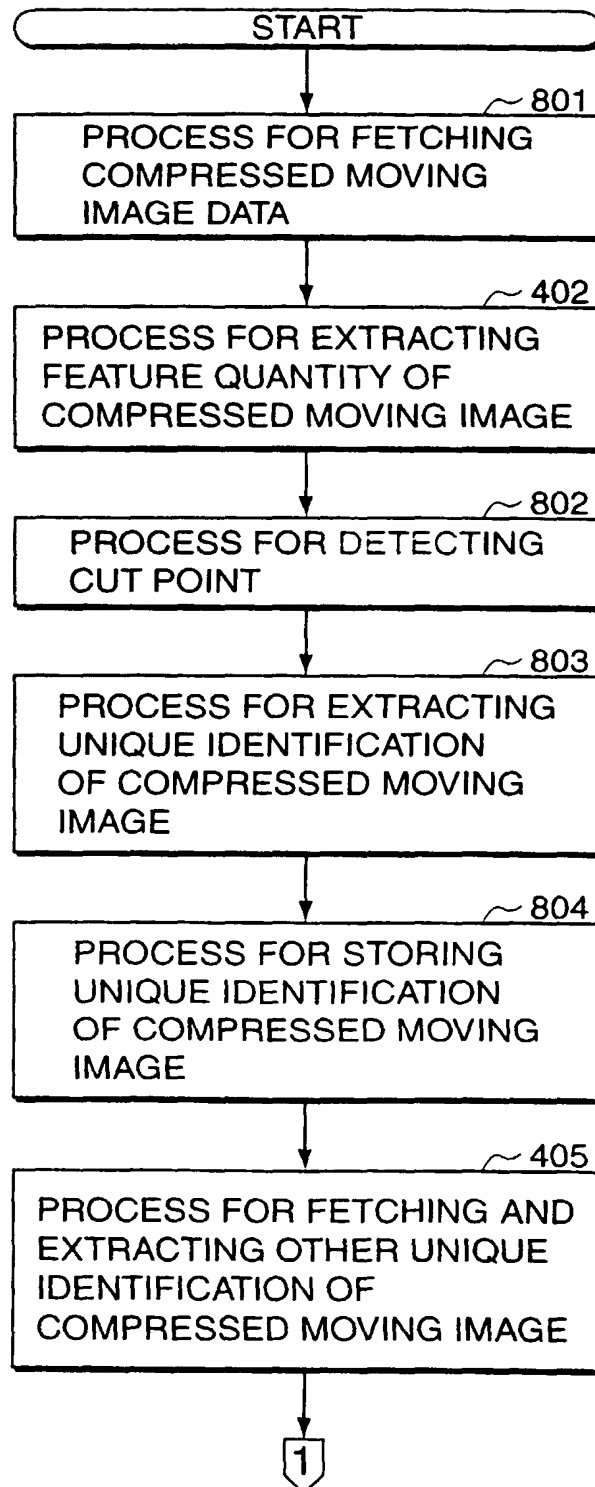 START
801
PROCESS FOR FETCHING
COMPRESSED MOVING
IMAGE DATA
402
PROCESS FOR EXTRACTING
FEATURE QUANTITY OF
COMPRESSED MOVING IMAGE
802
PROCESS FOR DETECTING
CUT POINT
803
PROCESS FOR EXTRACTING
UNIQUE IDENTIFICATION
OF COMPRESSED MOVING
IMAGE
804
PROCESS FOR STORING
UNIQUE IDENTIFICATION
OF COMPRESSED MOVING
IMAGE
405
PROCESS FOR FETCHING AND
EXTRACTING OTHER UNIQUE
IDENTIFICATION OF
COMPRESSED MOVING IMAGE
1